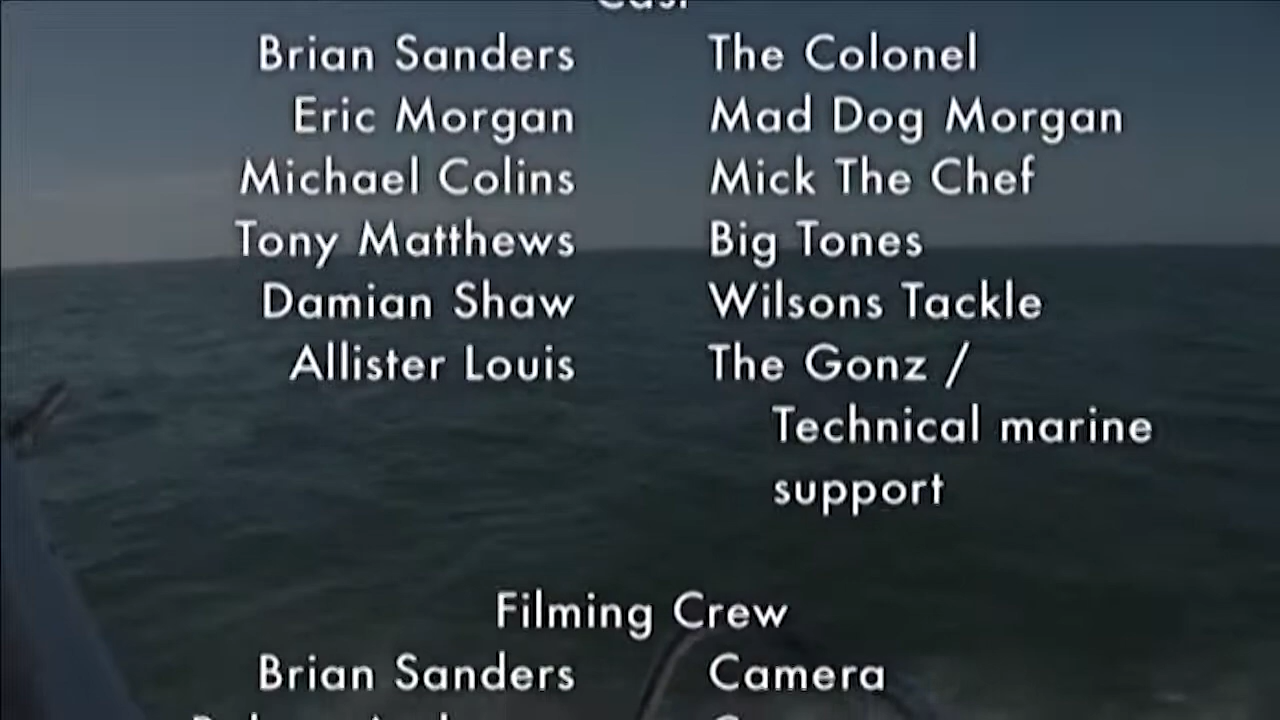 Cast
Brian Sanders The Colonel
Eric Morgan Mad Dog Morgan
Michael Colins Mick The Chef
Tony Matthews Big Tones
Damian Shaw Wilsons Tackle
Allister Louis The Gonz /
Technical marine
support
Filming Crew
Brian Sanders Camera